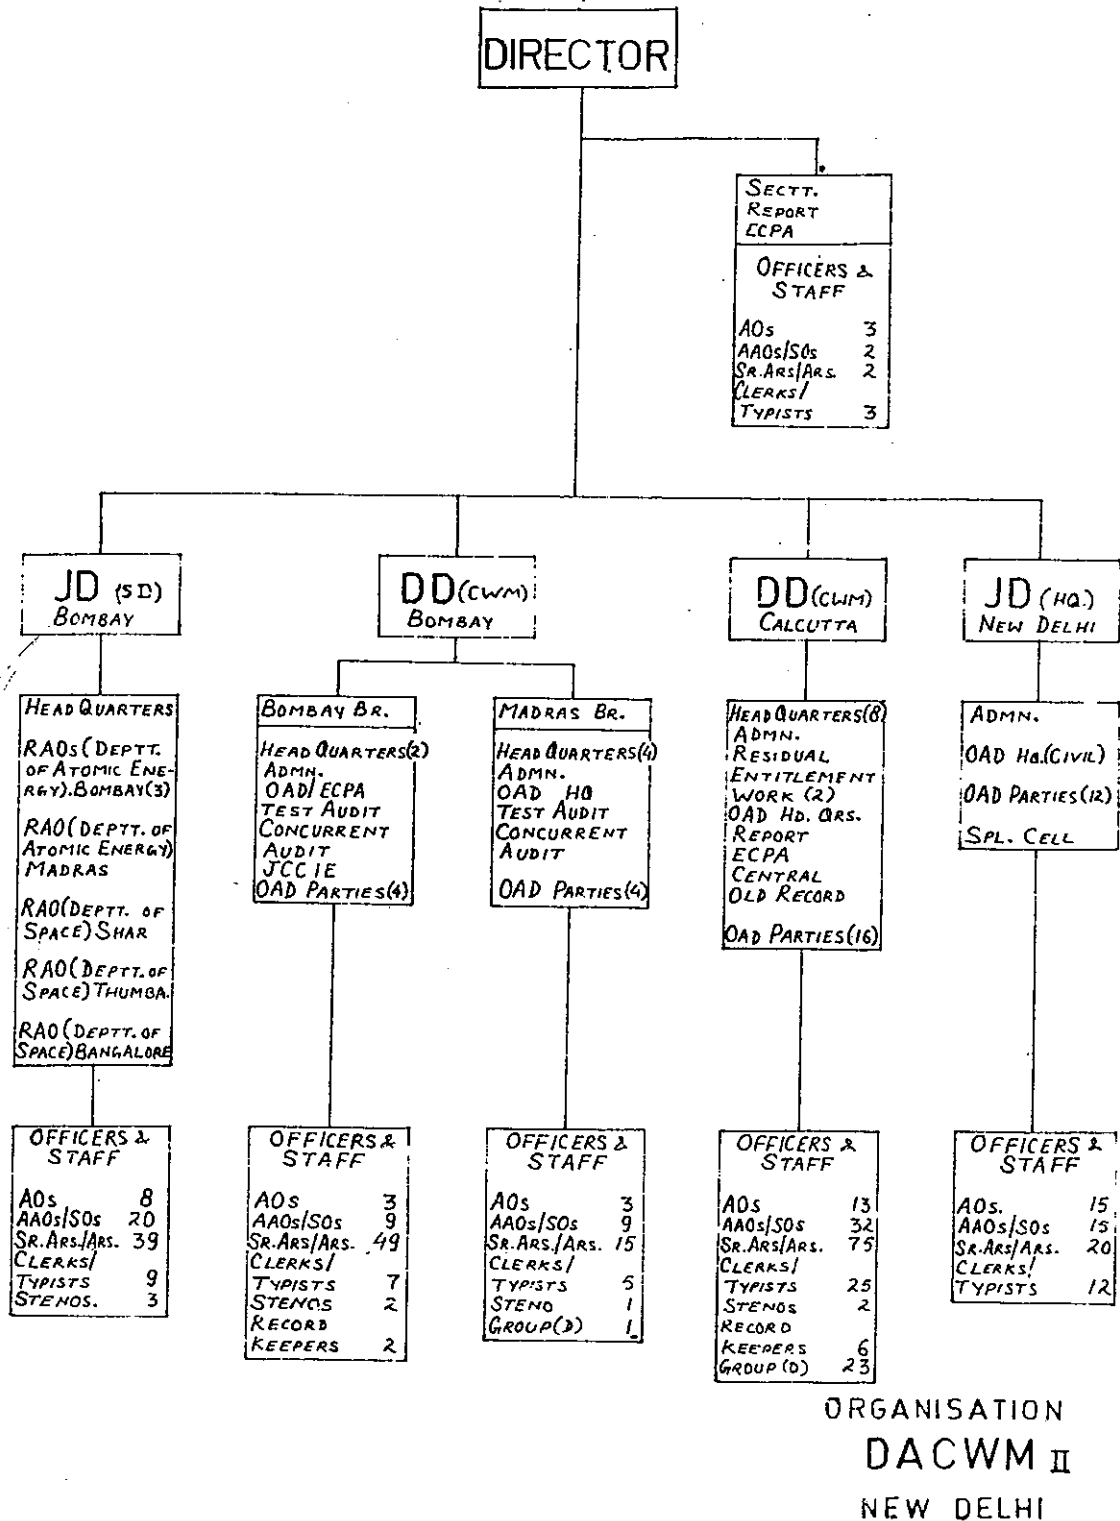 DIRECTOR
SECTT.
REPORT
ECPA
OFFICERS &
STAFF
AOs 3
AAOs/SOs 2
SR.ARS/ARS. 2
CLERKS/
TYPISTS 3
JD (SD)
BOMBAY
DD (CWM)
BOMBAY
DD (CWM)
CALCUTTA
JD (HQ.)
NEW DELHI
HEAD QUARTERS
RAOs (DEPTT.
OF ATOMIC ENE-
RGY). BOMBAY(3)
RAO (DEPTT. OF
ATOMIC ENERGY)
MADRAS
RAO (DEPTT. OF
SPACE) SHAR
RAO (DEPTT. OF
SPACE) THUMBA.
RAO (DEPTT. OF
SPACE) BANGALORE
BOMBAY BR.
HEAD QUARTERS(2)
ADMN.
OAD/ECPA
TEST AUDIT
CONCURRENT
AUDIT
JCCIE
OAD PARTIES(4)
MADRAS BR.
HEAD QUARTERS(4)
ADMN.
OAD HQ
TEST AUDIT
CONCURRENT
AUDIT
OAD PARTIES(4)
HEAD QUARTERS(8)
ADMN.
RESIDUAL
ENTITLEMENT
WORK (2)
OAD HD. QRS.
REPORT
ECPA
CENTRAL
OLD RECORD
OAD PARTIES(16)
ADMN.
OAD HQ.(CIVIL)
OAD PARTIES(12)
SPL. CELL
OFFICERS &
STAFF
AOs 8
AAOs/SOs 20
SR.ARS./ARS. 39
CLERKS/
TYPISTS 9
STENOS. 3
OFFICERS &
STAFF
AOs 3
AAOs/SOs 9
SR.ARS/ARS. 49
CLERKS/
TYPISTS 7
STENOS 2
RECORD
KEEPERS 2
OFFICERS &
STAFF
AOs 3
AAOs/SOs 9
SR.ARS./ARS. 15
CLERKS/
TYPISTS 5
STENO 1
GROUP(D) 1
OFFICERS &
STAFF
AOs 13
AAOs/SOs 32
SR.ARS/ARS. 75
CLERKS/
TYPISTS 25
STENOS 2
RECORD
KEEPERS 6
GROUP (D) 23
OFFICERS &
STAFF
AOs. 15
AAOs/SOs 15
SR.ARS/ARS. 20
CLERKS/
TYPISTS 12
ORGANISATION
DACWM II
NEW DELHI